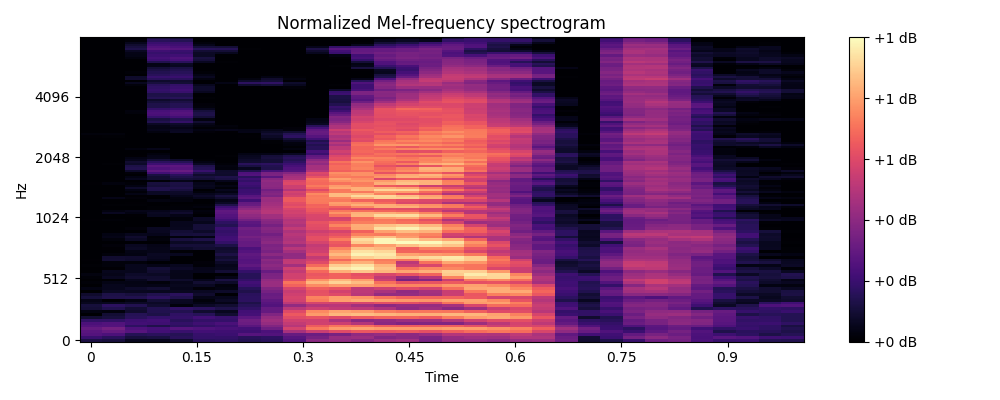 Normalized Mel-frequency spectrogram
+1 dB
4096
+1 dB
2048
+1 dB
Hz
1024
+0 dB
512
+0 dB
0
+0 dB
0
0.15
0.3
0.45
0.6
0.75
0.9
Time